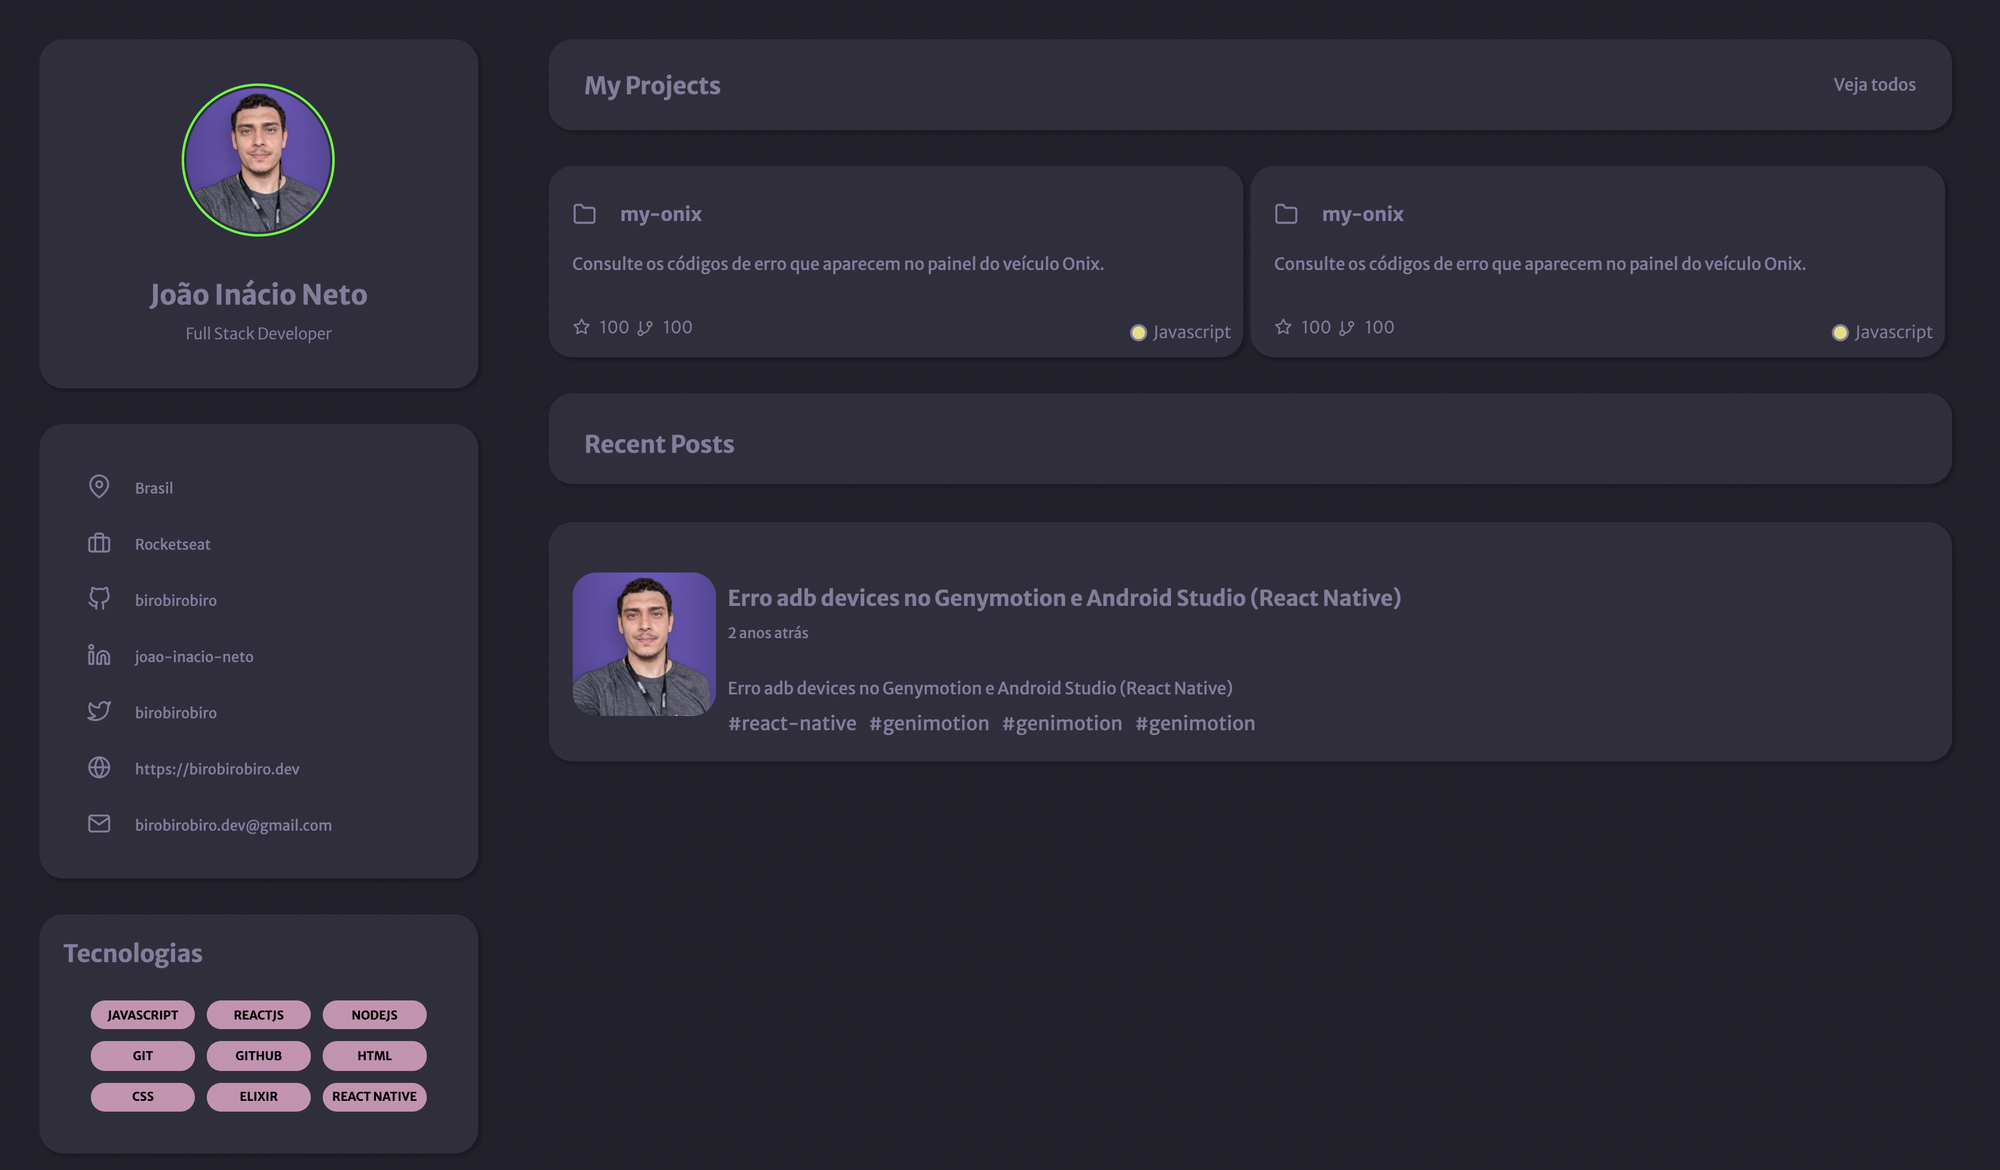 João Inácio Neto
Full Stack Developer
Brasil
Rocketseat
birobirobiro
joao-inacio-neto
birobirobiro
https://birobirobiro.dev
birobirobiro.dev@gmail.com
Tecnologias
JAVASCRIPT REACTJS NODEJS
GIT GITHUB HTML
CSS ELIXIR REACT NATIVE
My Projects Veja todos
my-onix
Consulte os códigos de erro que aparecem no painel do veículo Onix.
100 100 Javascript
my-onix
Consulte os códigos de erro que aparecem no painel do veículo Onix.
100 100 Javascript
Recent Posts
Erro adb devices no Genymotion e Android Studio (React Native)
2 anos atrás
Erro adb devices no Genymotion e Android Studio (React Native)
#react-native #genimotion #genimotion #genimotion